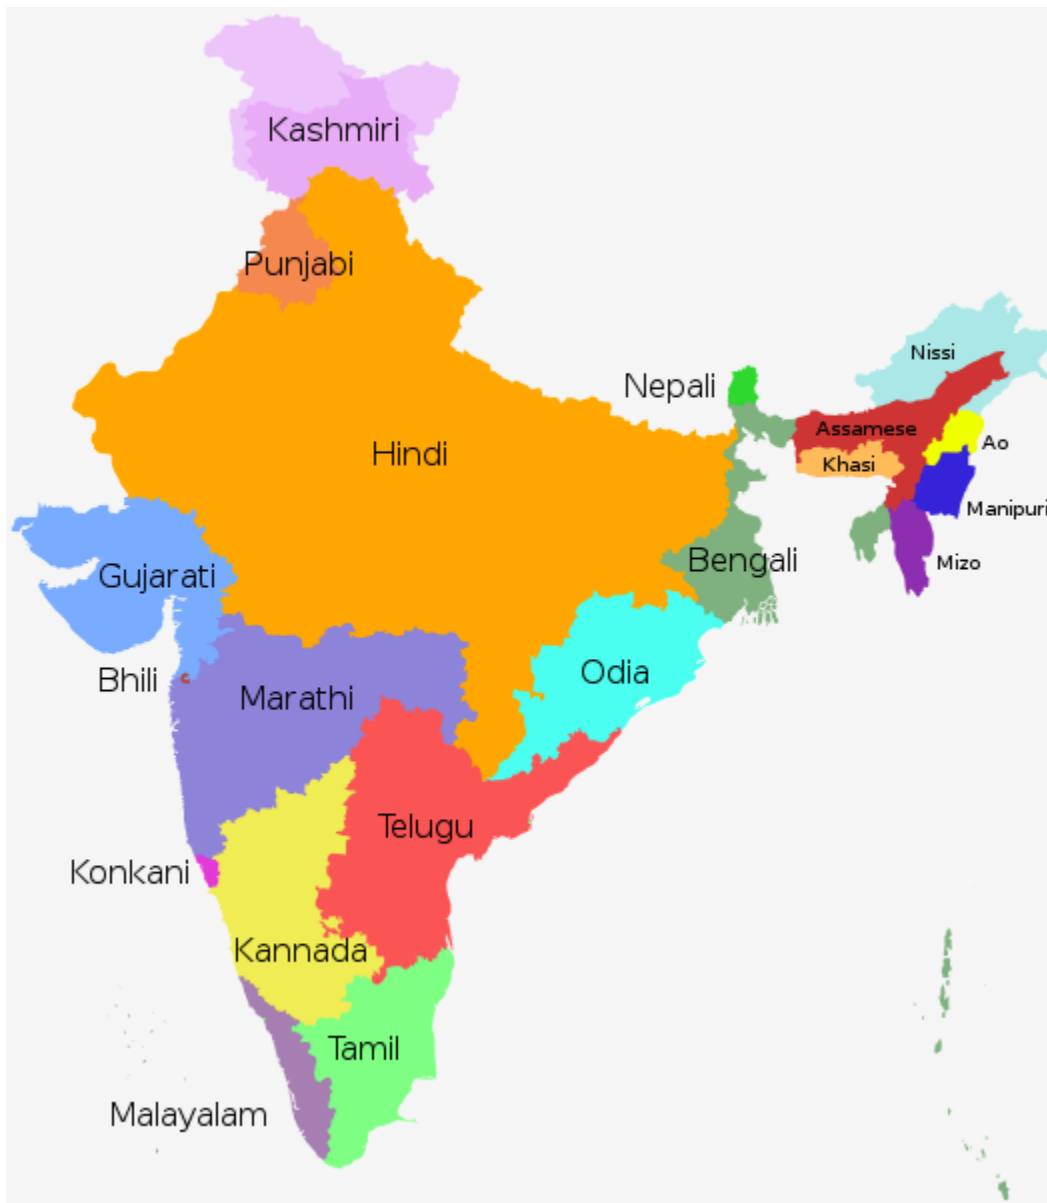 Kashmiri
Punjabi
Nissi
Nepali
Assamese
Ao
Hindi
Khasi
Manipuri
Bengali
Mizo
Gujarati
Bhili
Odia
Marathi
Telugu
Konkani
Kannada
Tamil
Malayalam